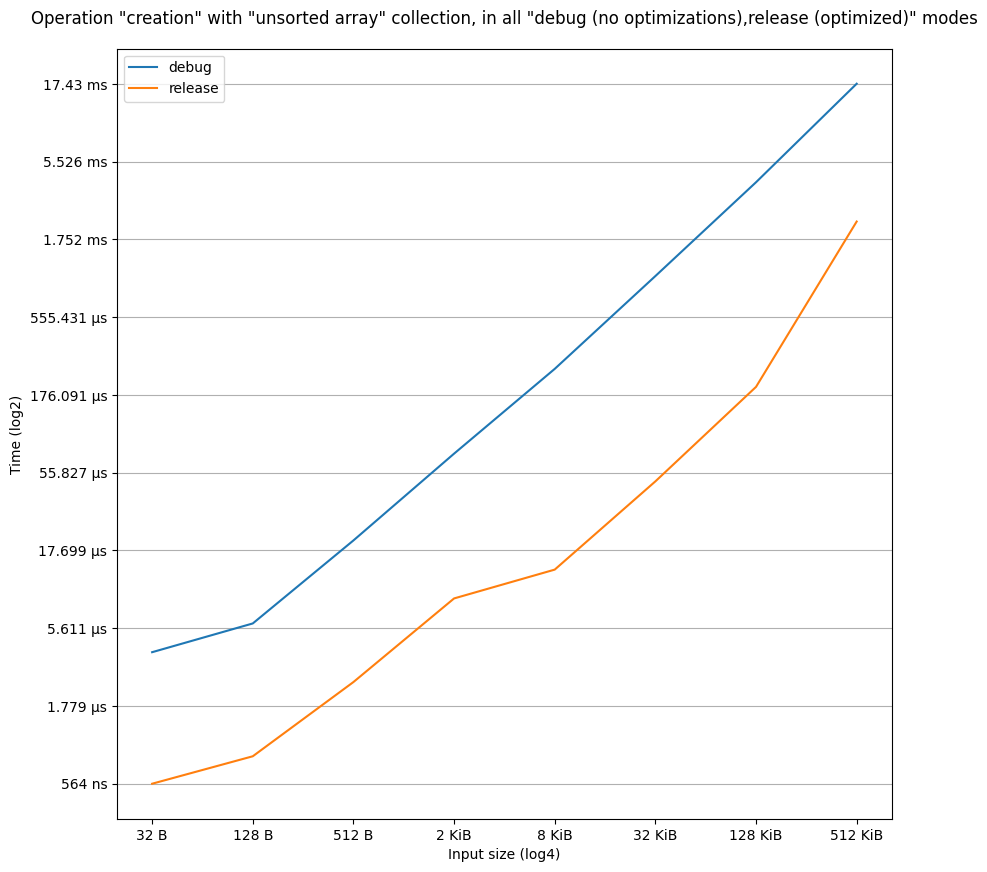 Operation "creation" with "unsorted array" collection, in all "debug (no optimizations),release (optimized)" modes
debug
release
17.43 ms
5.526 ms
1.752 ms
555.431 µs
176.091 µs
55.827 µs
17.699 µs
5.611 µs
1.779 µs
564 ns
Time (log2)
32 B 128 B 512 B 2 KiB 8 KiB 32 KiB 128 KiB 512 KiB
Input size (log4)